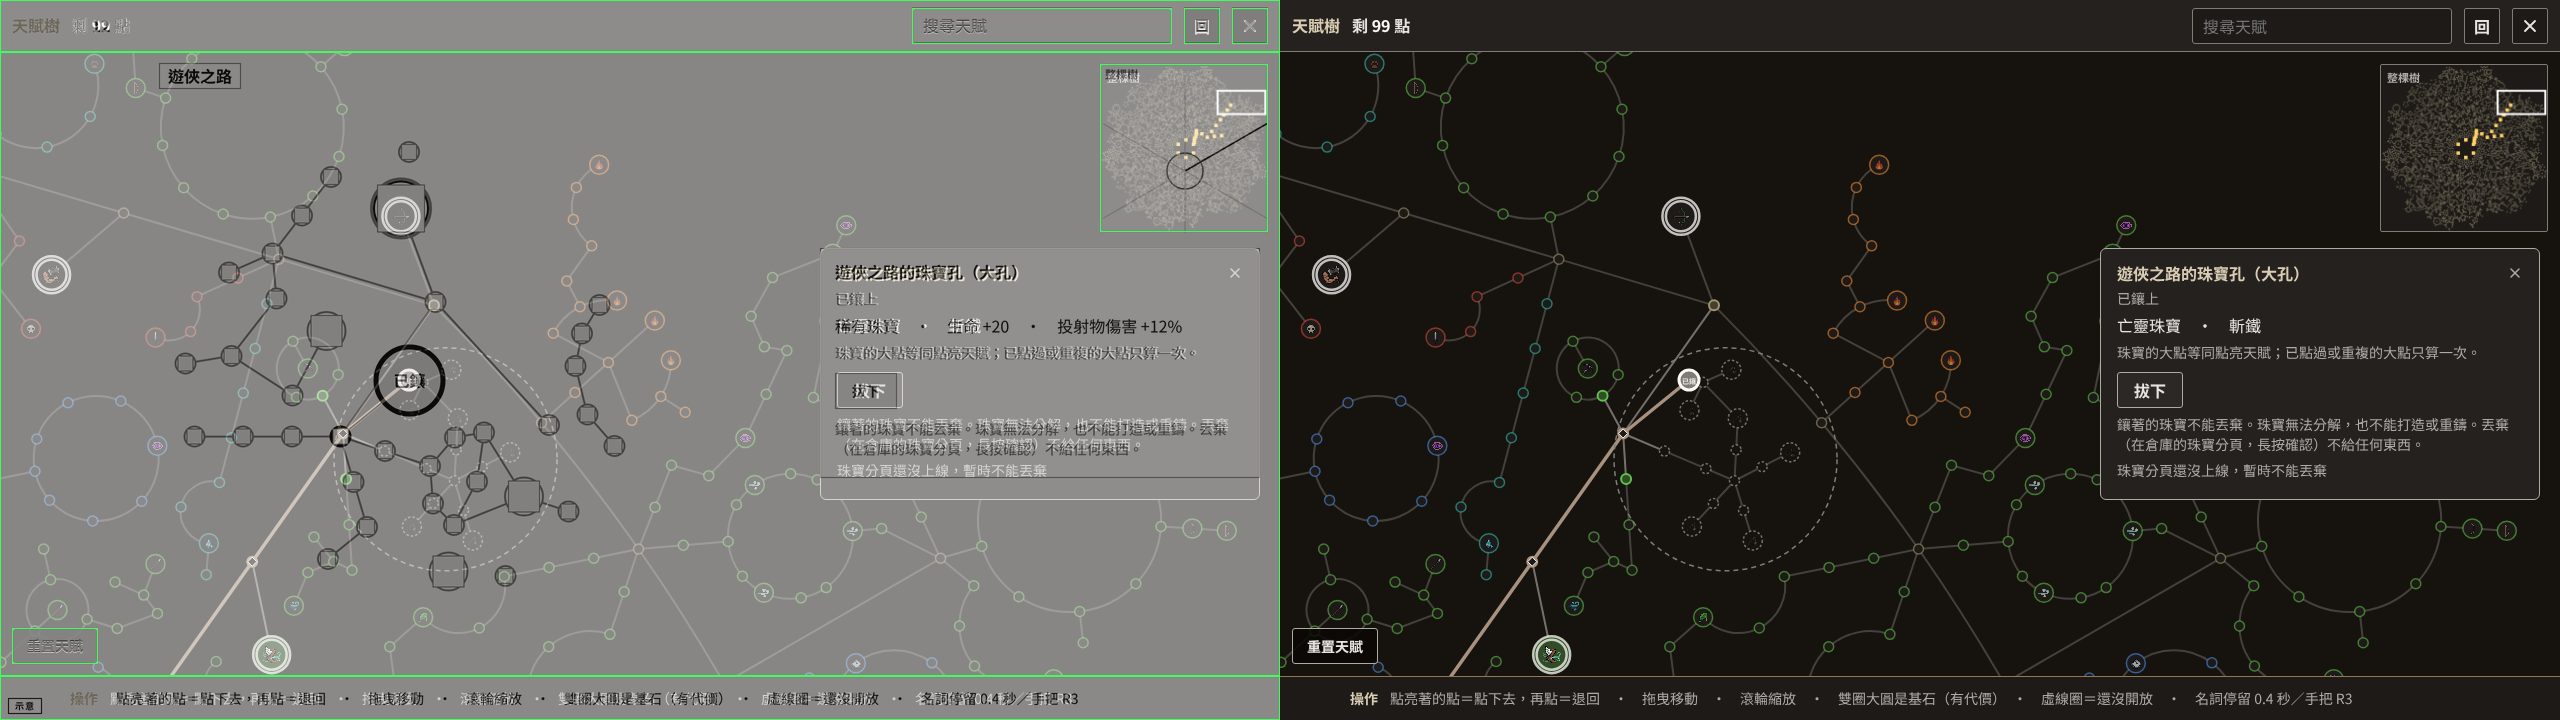 天賦樹 剩 99 點
搜尋天賦
回
遊俠之路
整棵樹
遊俠之路的珠寶孔（大孔）
已鑲上
稀有珠寶 · 生命 +20 · 投射物傷害 +12%
珠寶的大點等同點亮天賦；已點過或重複的大點只算一次。
拔下
已鑲
鑲著的珠寶不能丟棄。珠寶無法分解，也不能打造或重鑄。丟棄
（在倉庫的珠寶分頁，長按確認）不給任何東西。
珠寶分頁還沒上線，暫時不能丟棄
重置天賦
示意
操作 點亮著的點＝點下去，再點＝退回 · 拖曳移動 · 滾輪縮放 · 雙圈大圓是基石（有代價） · 虛線圈＝還沒開放 · 名詞停留 0.4 秒／手把 R3
天賦樹 剩 99 點
搜尋天賦
回
整棵樹
遊俠之路的珠寶孔（大孔）
已鑲上
亡靈珠寶 · 斬鐵
珠寶的大點等同點亮天賦；已點過或重複的大點只算一次。
拔下
已鑲
鑲著的珠寶不能丟棄。珠寶無法分解，也不能打造或重鑄。丟棄
（在倉庫的珠寶分頁，長按確認）不給任何東西。
珠寶分頁還沒上線，暫時不能丟棄
重置天賦
操作 點亮著的點＝點下去，再點＝退回 · 拖曳移動 · 滾輪縮放 · 雙圈大圓是基石（有代價） · 虛線圈＝還沒開放 · 名詞停留 0.4 秒／手把 R3